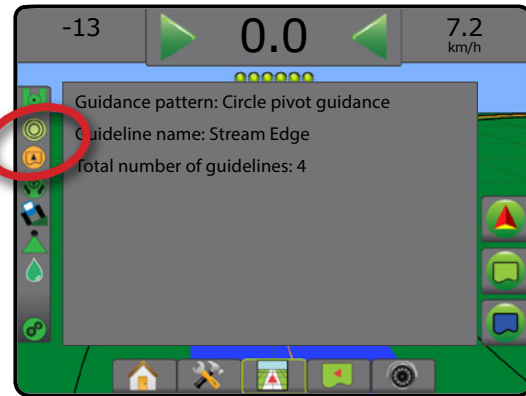 -13
0.0
7.2
km/h
Guidance pattern: Circle pivot guidance
Guideline name: Stream Edge
Total number of guidelines: 4